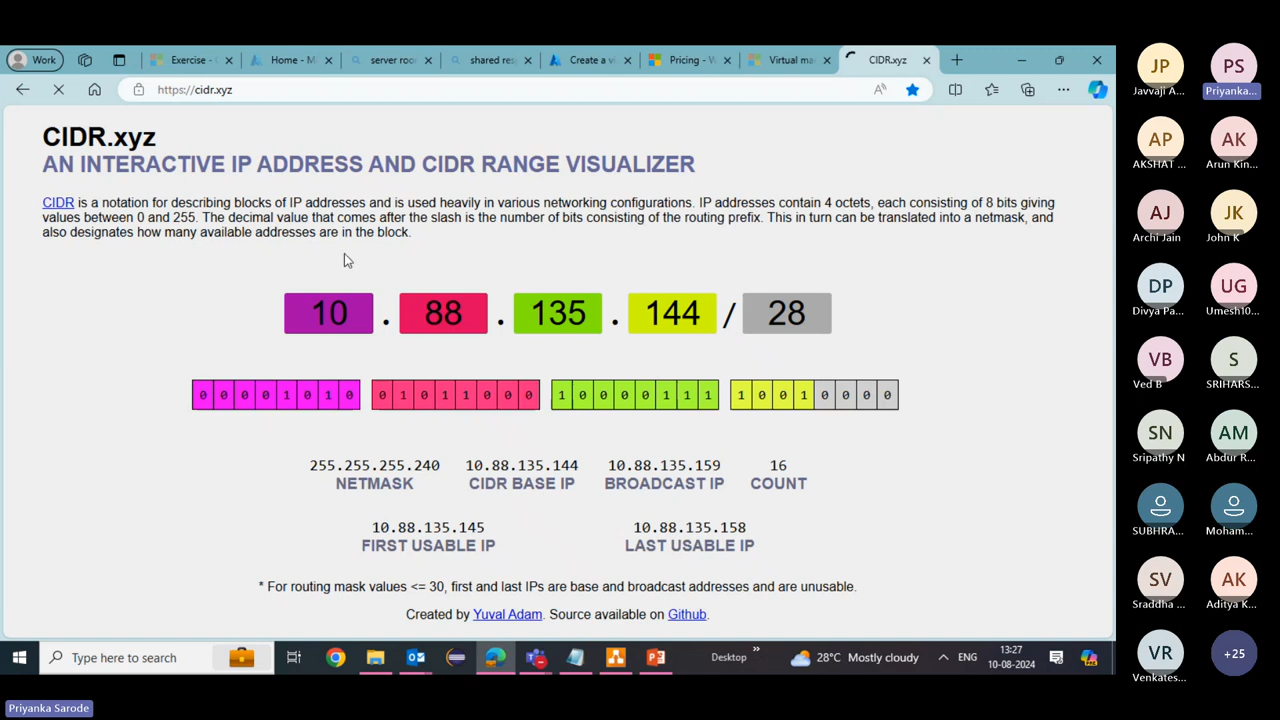 Work
Exercise -
Home - Mi
server roo
shared res
Create a vi
Pricing - W
Virtual ma
CIDR.xyz
https://cidr.xyz
CIDR.xyz
AN INTERACTIVE IP ADDRESS AND CIDR RANGE VISUALIZER
CIDR is a notation for describing blocks of IP addresses and is used heavily in various networking configurations. IP addresses contain 4 octets, each consisting of 8 bits giving
values between 0 and 255. The decimal value that comes after the slash is the number of bits consisting of the routing prefix. This in turn can be translated into a netmask, and
also designates how many available addresses are in the block.
10 . 88 . 135 . 144 / 28
0 0 0 0 1 0 1 0 0 1 0 1 1 0 0 0 1 0 0 0 0 1 1 1 1 0 0 1 0 0 0 0
255.255.255.240 10.88.135.144 10.88.135.159 16
NETMASK CIDR BASE IP BROADCAST IP COUNT
10.88.135.145 10.88.135.158
FIRST USABLE IP LAST USABLE IP
* For routing mask values <= 30, first and last IPs are base and broadcast addresses and are unusable.
Created by Yuval Adam. Source available on Github.
Type here to search
Desktop
28°C Mostly cloudy
ENG
13:27
10-08-2024
Priyanka Sarode
JP PS
Javvaji A... Priyanka...
AP AK
AKSHAT ... Arun Kin...
AJ JK
Archi Jain John K
DP UG
Divya Pa... Umesh10...
VB S
Ved B SRIHARS...
SN AM
Sripathy N Abdur R...
SUBHRA... Moham...
SV AK
Sraddha ... Aditya K...
VR +25
Venkates...